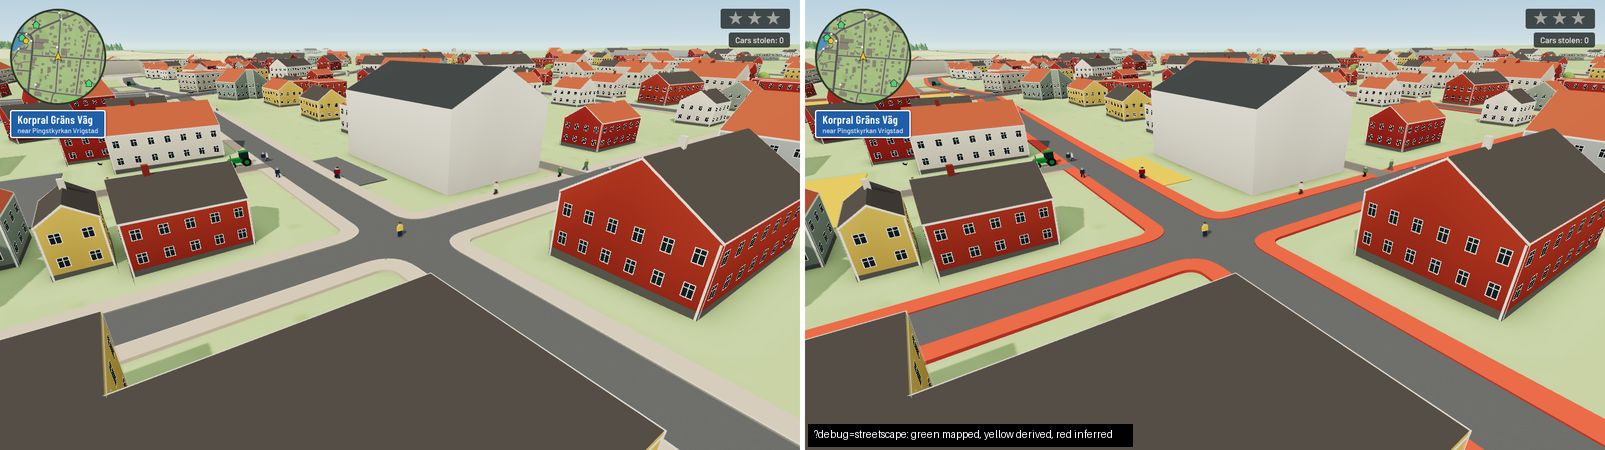 Cars stolen: 0
Korpral Gräns Väg
near Pingstkyrkan Vrigstad
Cars stolen: 0
Korpral Gräns Väg
near Pingstkyrkan Vrigstad
?debug=streetscape: green mapped, yellow derived, red inferred